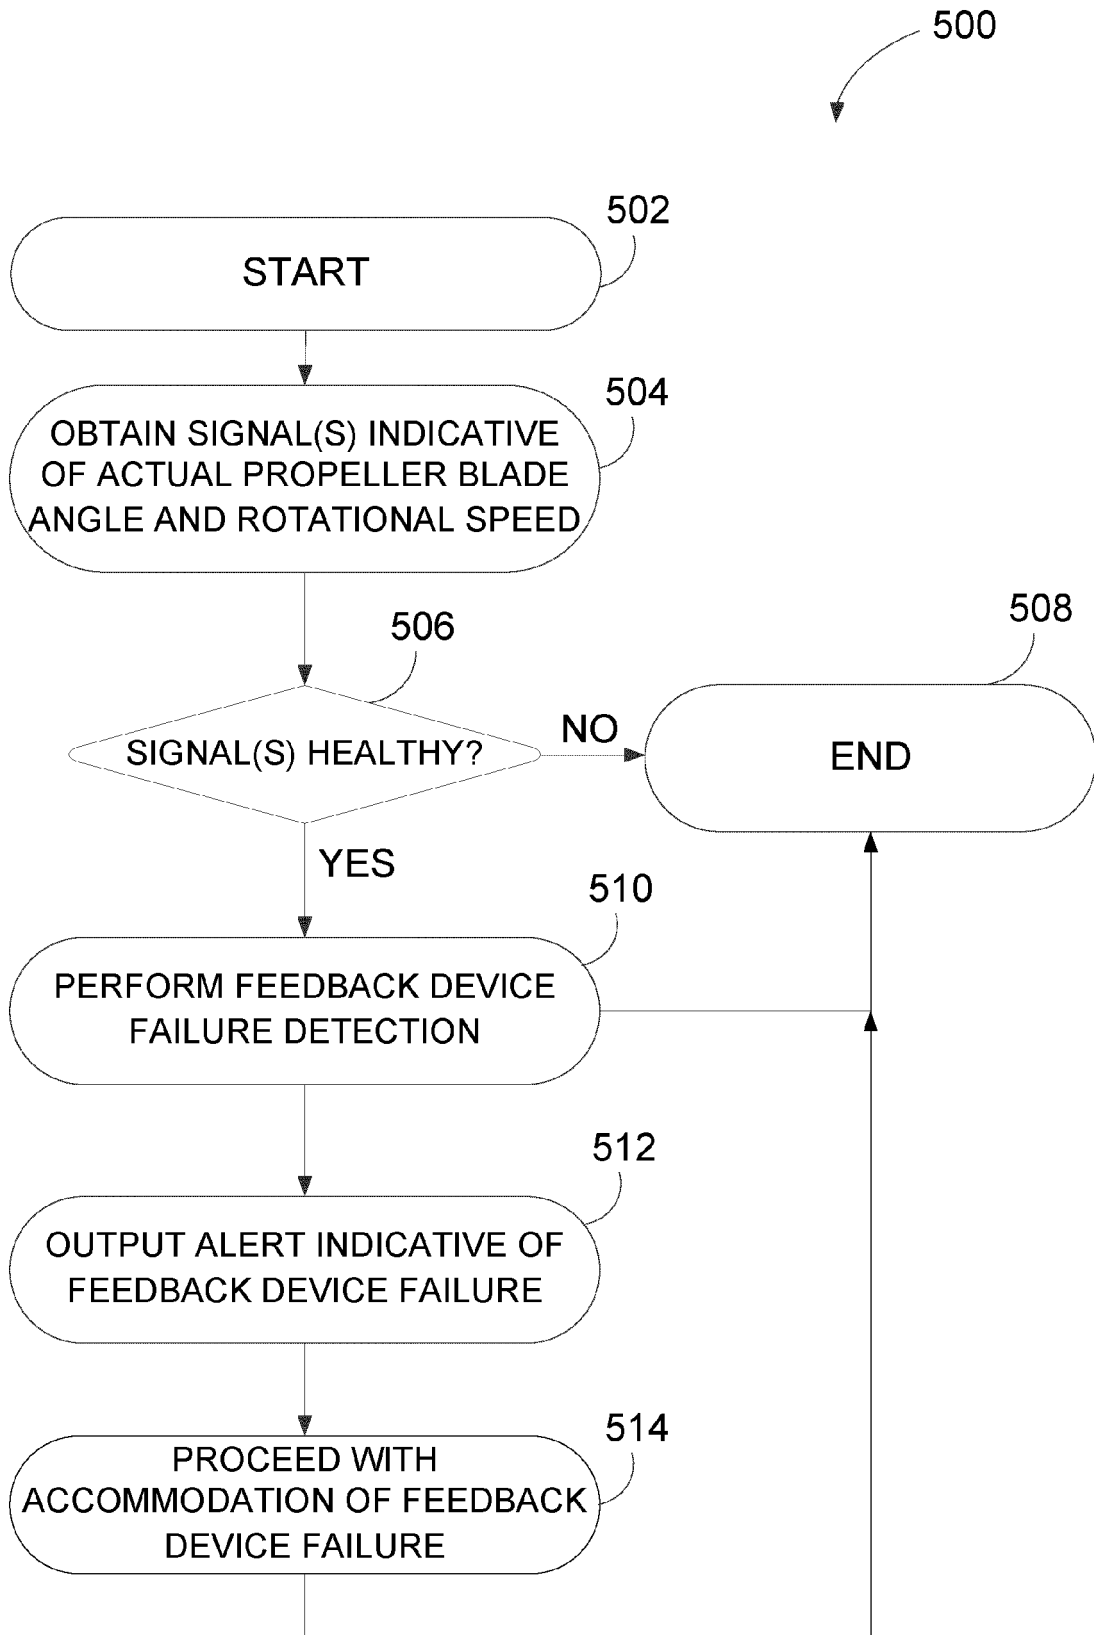 500
502
START
504
OBTAIN SIGNAL(S) INDICATIVE
OF ACTUAL PROPELLER BLADE
ANGLE AND ROTATIONAL SPEED
506
508
SIGNAL(S) HEALTHY?
NO
END
YES
510
PERFORM FEEDBACK DEVICE
FAILURE DETECTION
512
OUTPUT ALERT INDICATIVE OF
FEEDBACK DEVICE FAILURE
514
PROCEED WITH
ACCOMMODATION OF FEEDBACK
DEVICE FAILURE